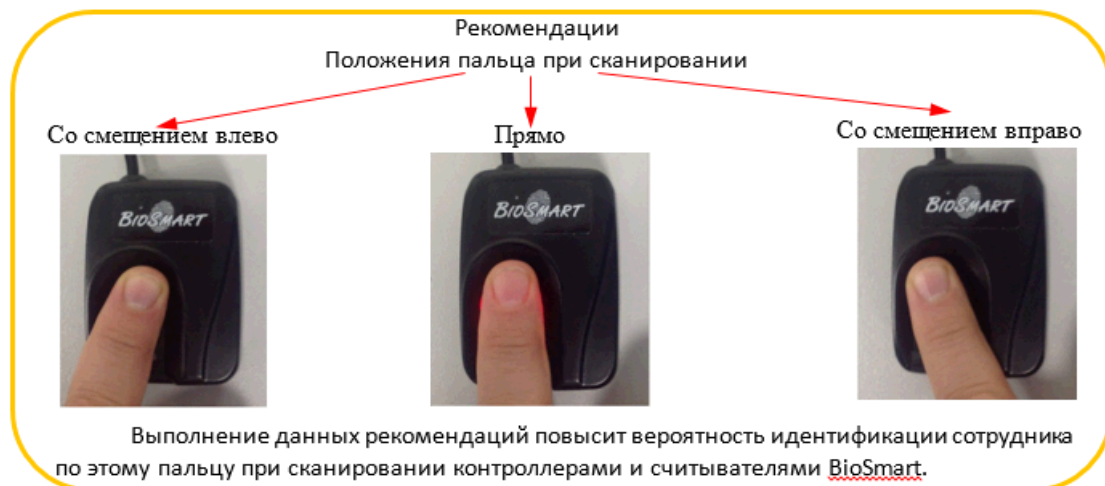 Рекомендации
Положения пальца при сканировании
Со смещением влево
Прямо
Со смещением вправо
BIOSMART
BIOSMART
BIOSMART
Выполнение данных рекомендаций повысит вероятность идентификации сотрудника
по этому пальцу при сканировании контроллерами и считывателями BioSmart.